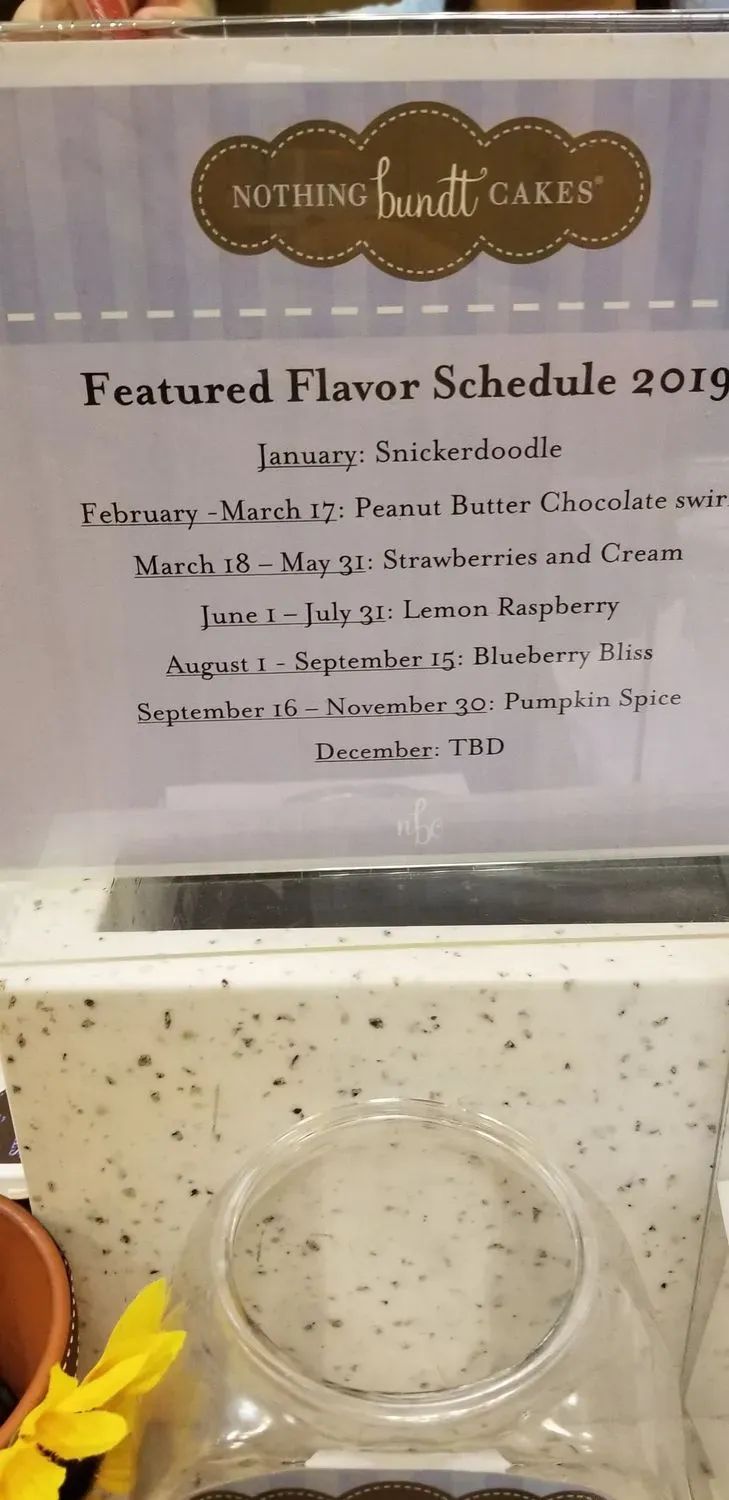 NOTHING bundt CAKES®
Featured Flavor Schedule 2019
January: Snickerdoodle
February -March 17: Peanut Butter Chocolate swir
March 18 – May 31: Strawberries and Cream
June 1 – July 31: Lemon Raspberry
August 1 - September 15: Blueberry Bliss
September 16 – November 30: Pumpkin Spice
December: TBD
nbc